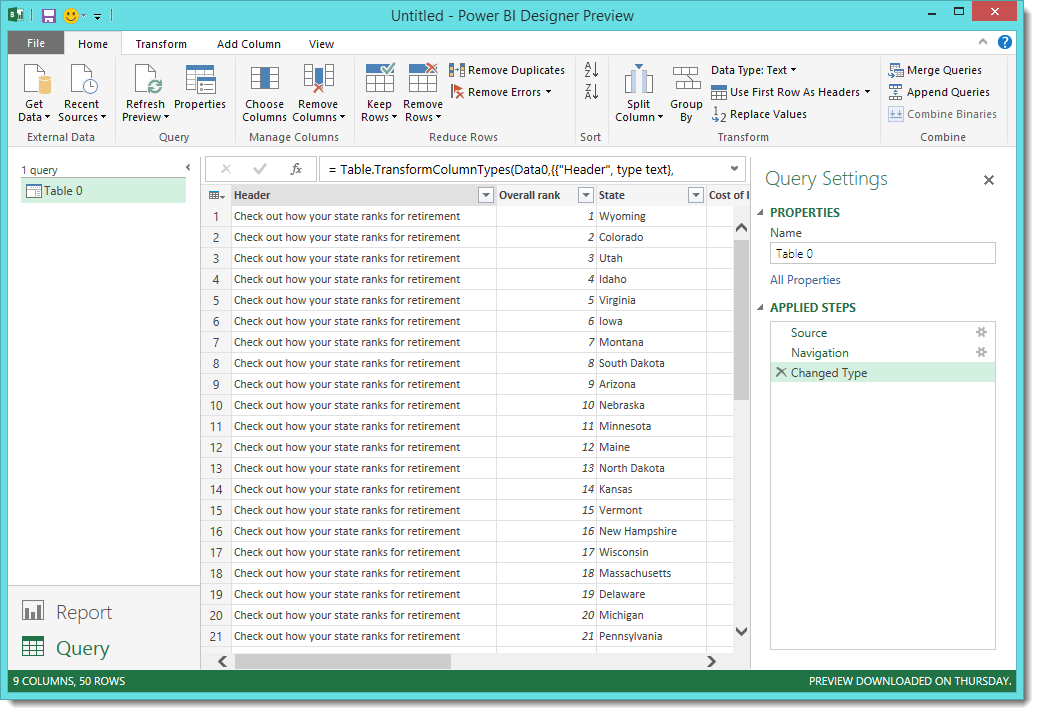 Untitled - Power BI Designer Preview
File Home Transform Add Column View
Get Data
Recent Sources
External Data
Refresh Preview
Properties
Query
Choose Columns
Remove Columns
Manage Columns
Keep Rows
Remove Rows
Remove Duplicates
Remove Errors
Reduce Rows
A Z
Z A
Sort
Split Column
Group By
Data Type: Text
Use First Row As Headers
1 2 Replace Values
Transform
Merge Queries
Append Queries
Combine Binaries
Combine
1 query
Table 0
fx = Table.TransformColumnTypes(Data0,{{"Header", type text},
Header Overall rank State Cost of l
1 Check out how your state ranks for retirement 1 Wyoming
2 Check out how your state ranks for retirement 2 Colorado
3 Check out how your state ranks for retirement 3 Utah
4 Check out how your state ranks for retirement 4 Idaho
5 Check out how your state ranks for retirement 5 Virginia
6 Check out how your state ranks for retirement 6 Iowa
7 Check out how your state ranks for retirement 7 Montana
8 Check out how your state ranks for retirement 8 South Dakota
9 Check out how your state ranks for retirement 9 Arizona
10 Check out how your state ranks for retirement 10 Nebraska
11 Check out how your state ranks for retirement 11 Minnesota
12 Check out how your state ranks for retirement 12 Maine
13 Check out how your state ranks for retirement 13 North Dakota
14 Check out how your state ranks for retirement 14 Kansas
15 Check out how your state ranks for retirement 15 Vermont
16 Check out how your state ranks for retirement 16 New Hampshire
17 Check out how your state ranks for retirement 17 Wisconsin
18 Check out how your state ranks for retirement 18 Massachusetts
19 Check out how your state ranks for retirement 19 Delaware
20 Check out how your state ranks for retirement 20 Michigan
21 Check out how your state ranks for retirement 21 Pennsylvania
Query Settings
PROPERTIES
Name
Table 0
All Properties
APPLIED STEPS
Source
Navigation
Changed Type
Report
Query
9 COLUMNS, 50 ROWS
PREVIEW DOWNLOADED ON THURSDAY.